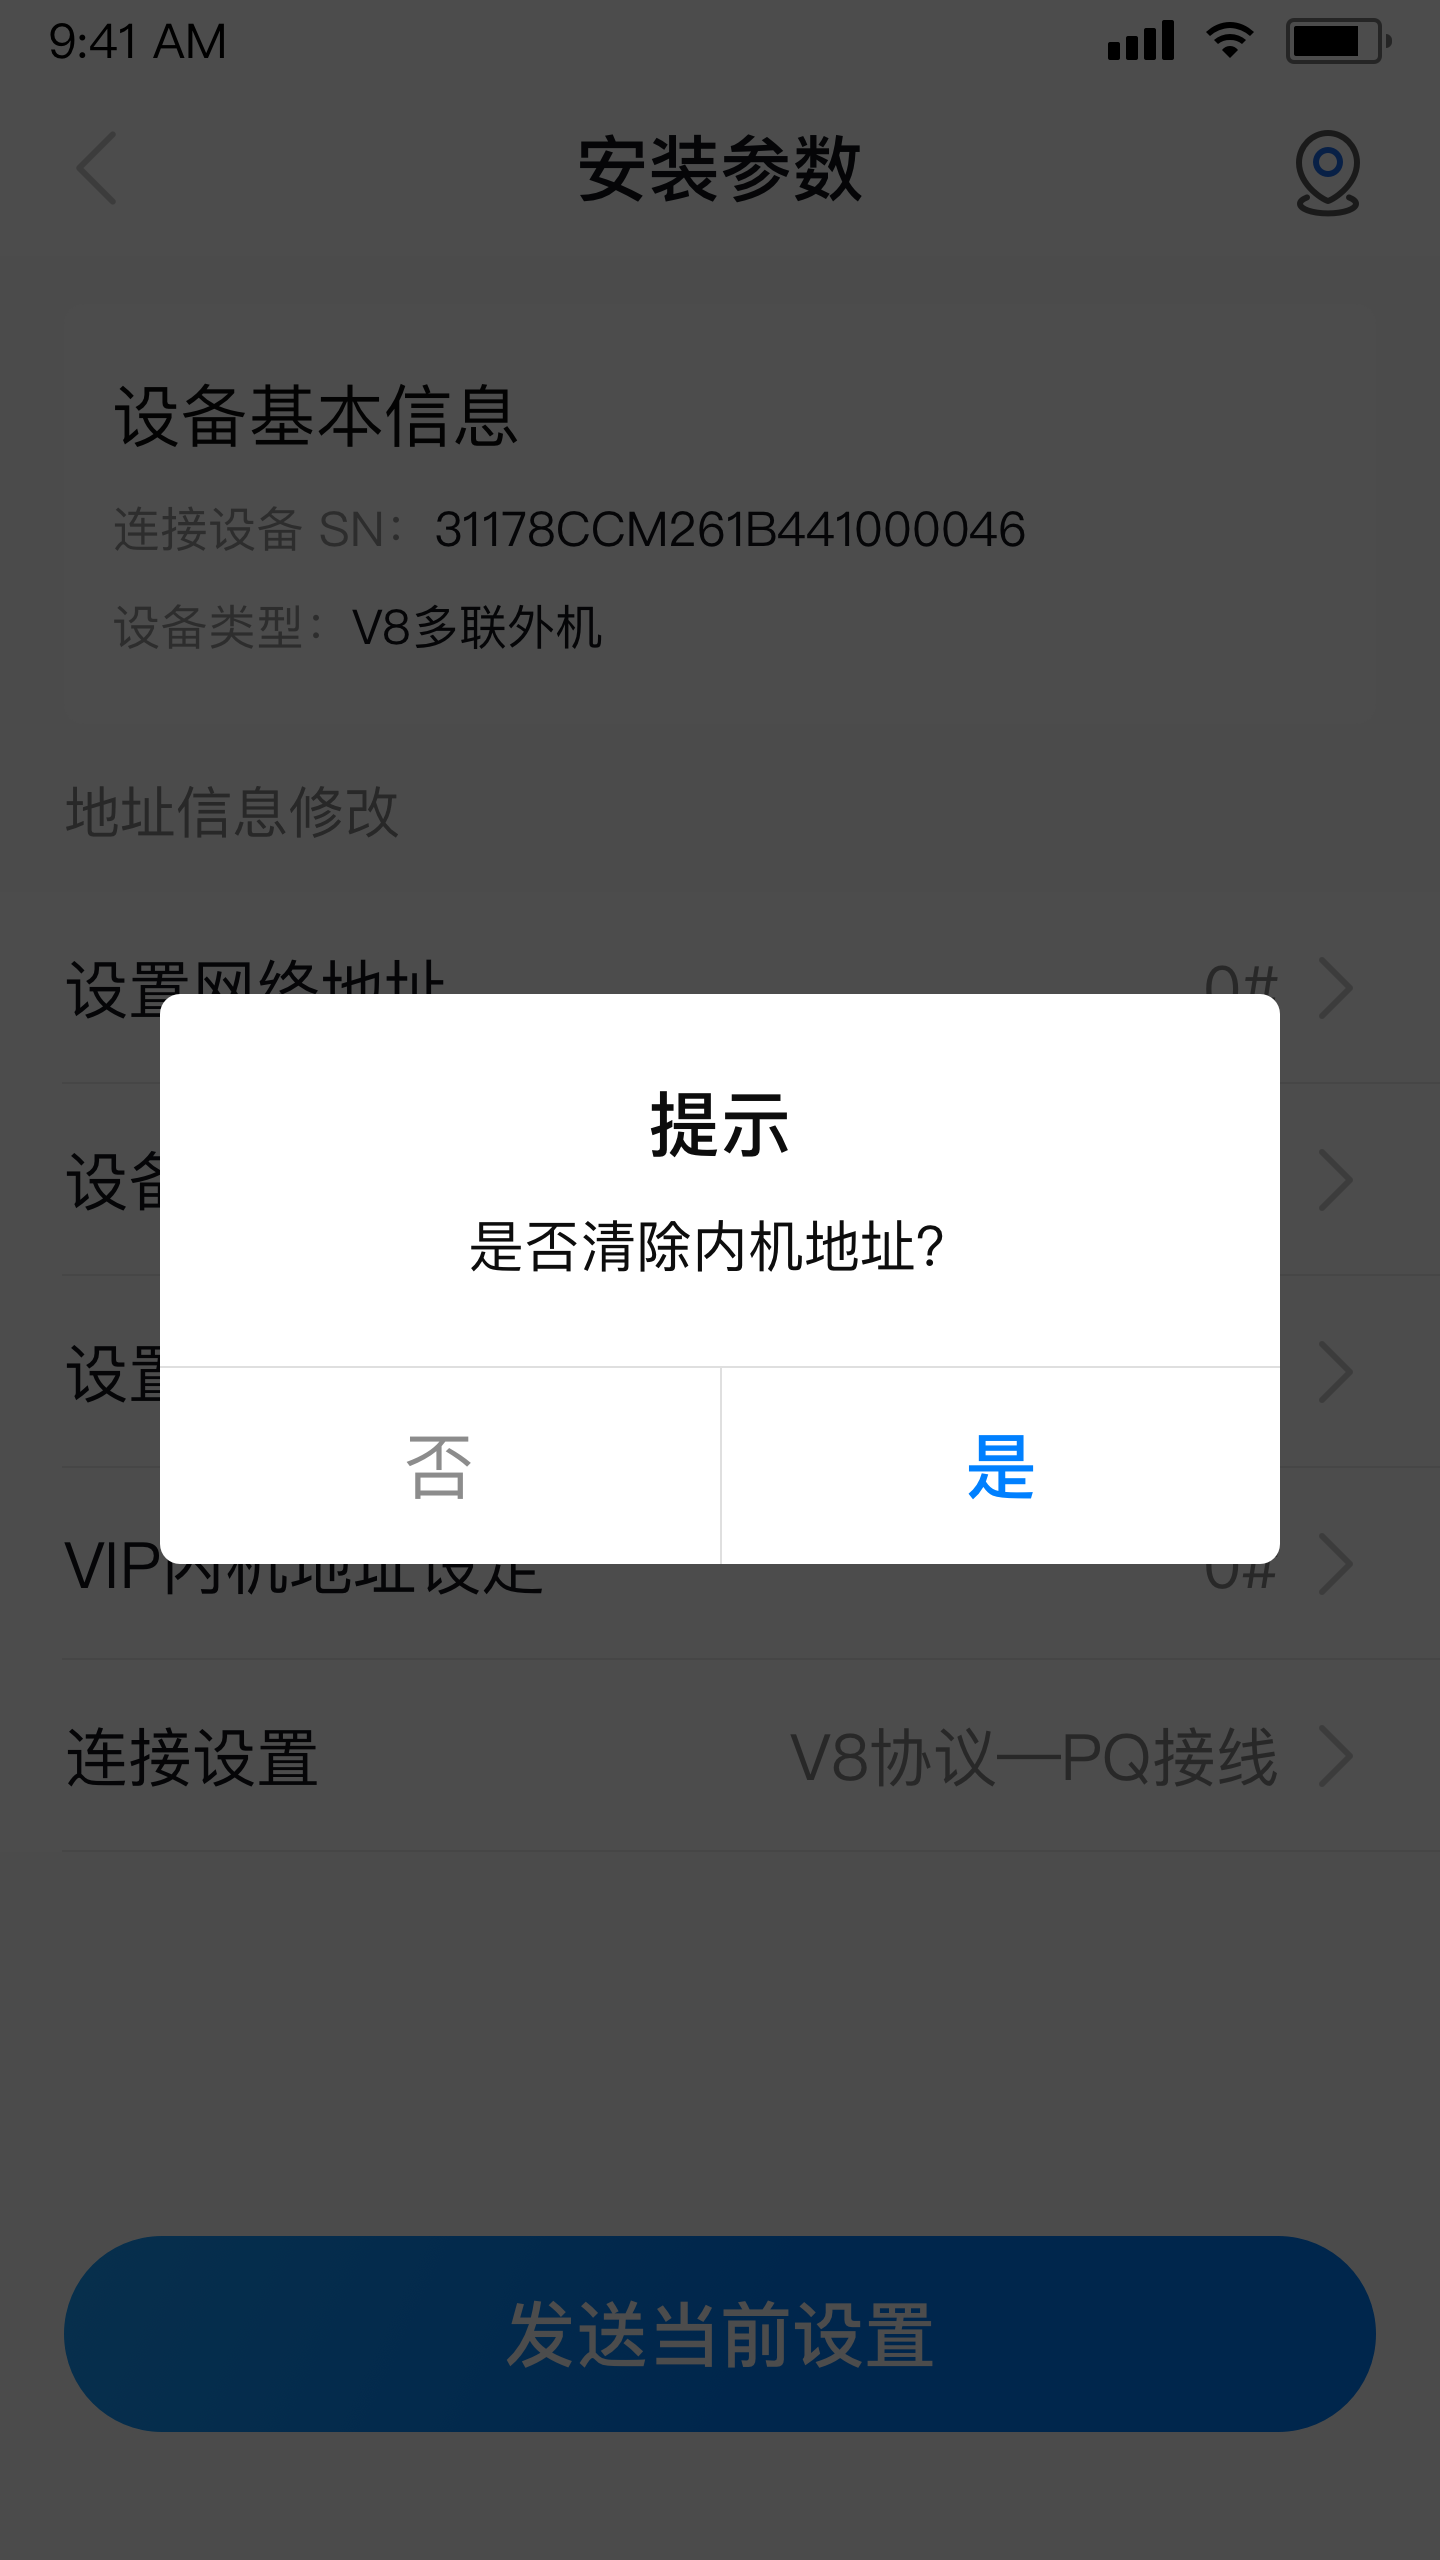 9:41 AM
安装参数
设备基本信息
连接设备 SN：31178CCM261B441000046
设备类型：V8多联外机
地址信息修改
设置网络地址 0#
提示
是否清除内机地址?
设备
设置
否 是
VIP内机地址设定 0#
连接设置 V8协议—PQ接线
发送当前设置